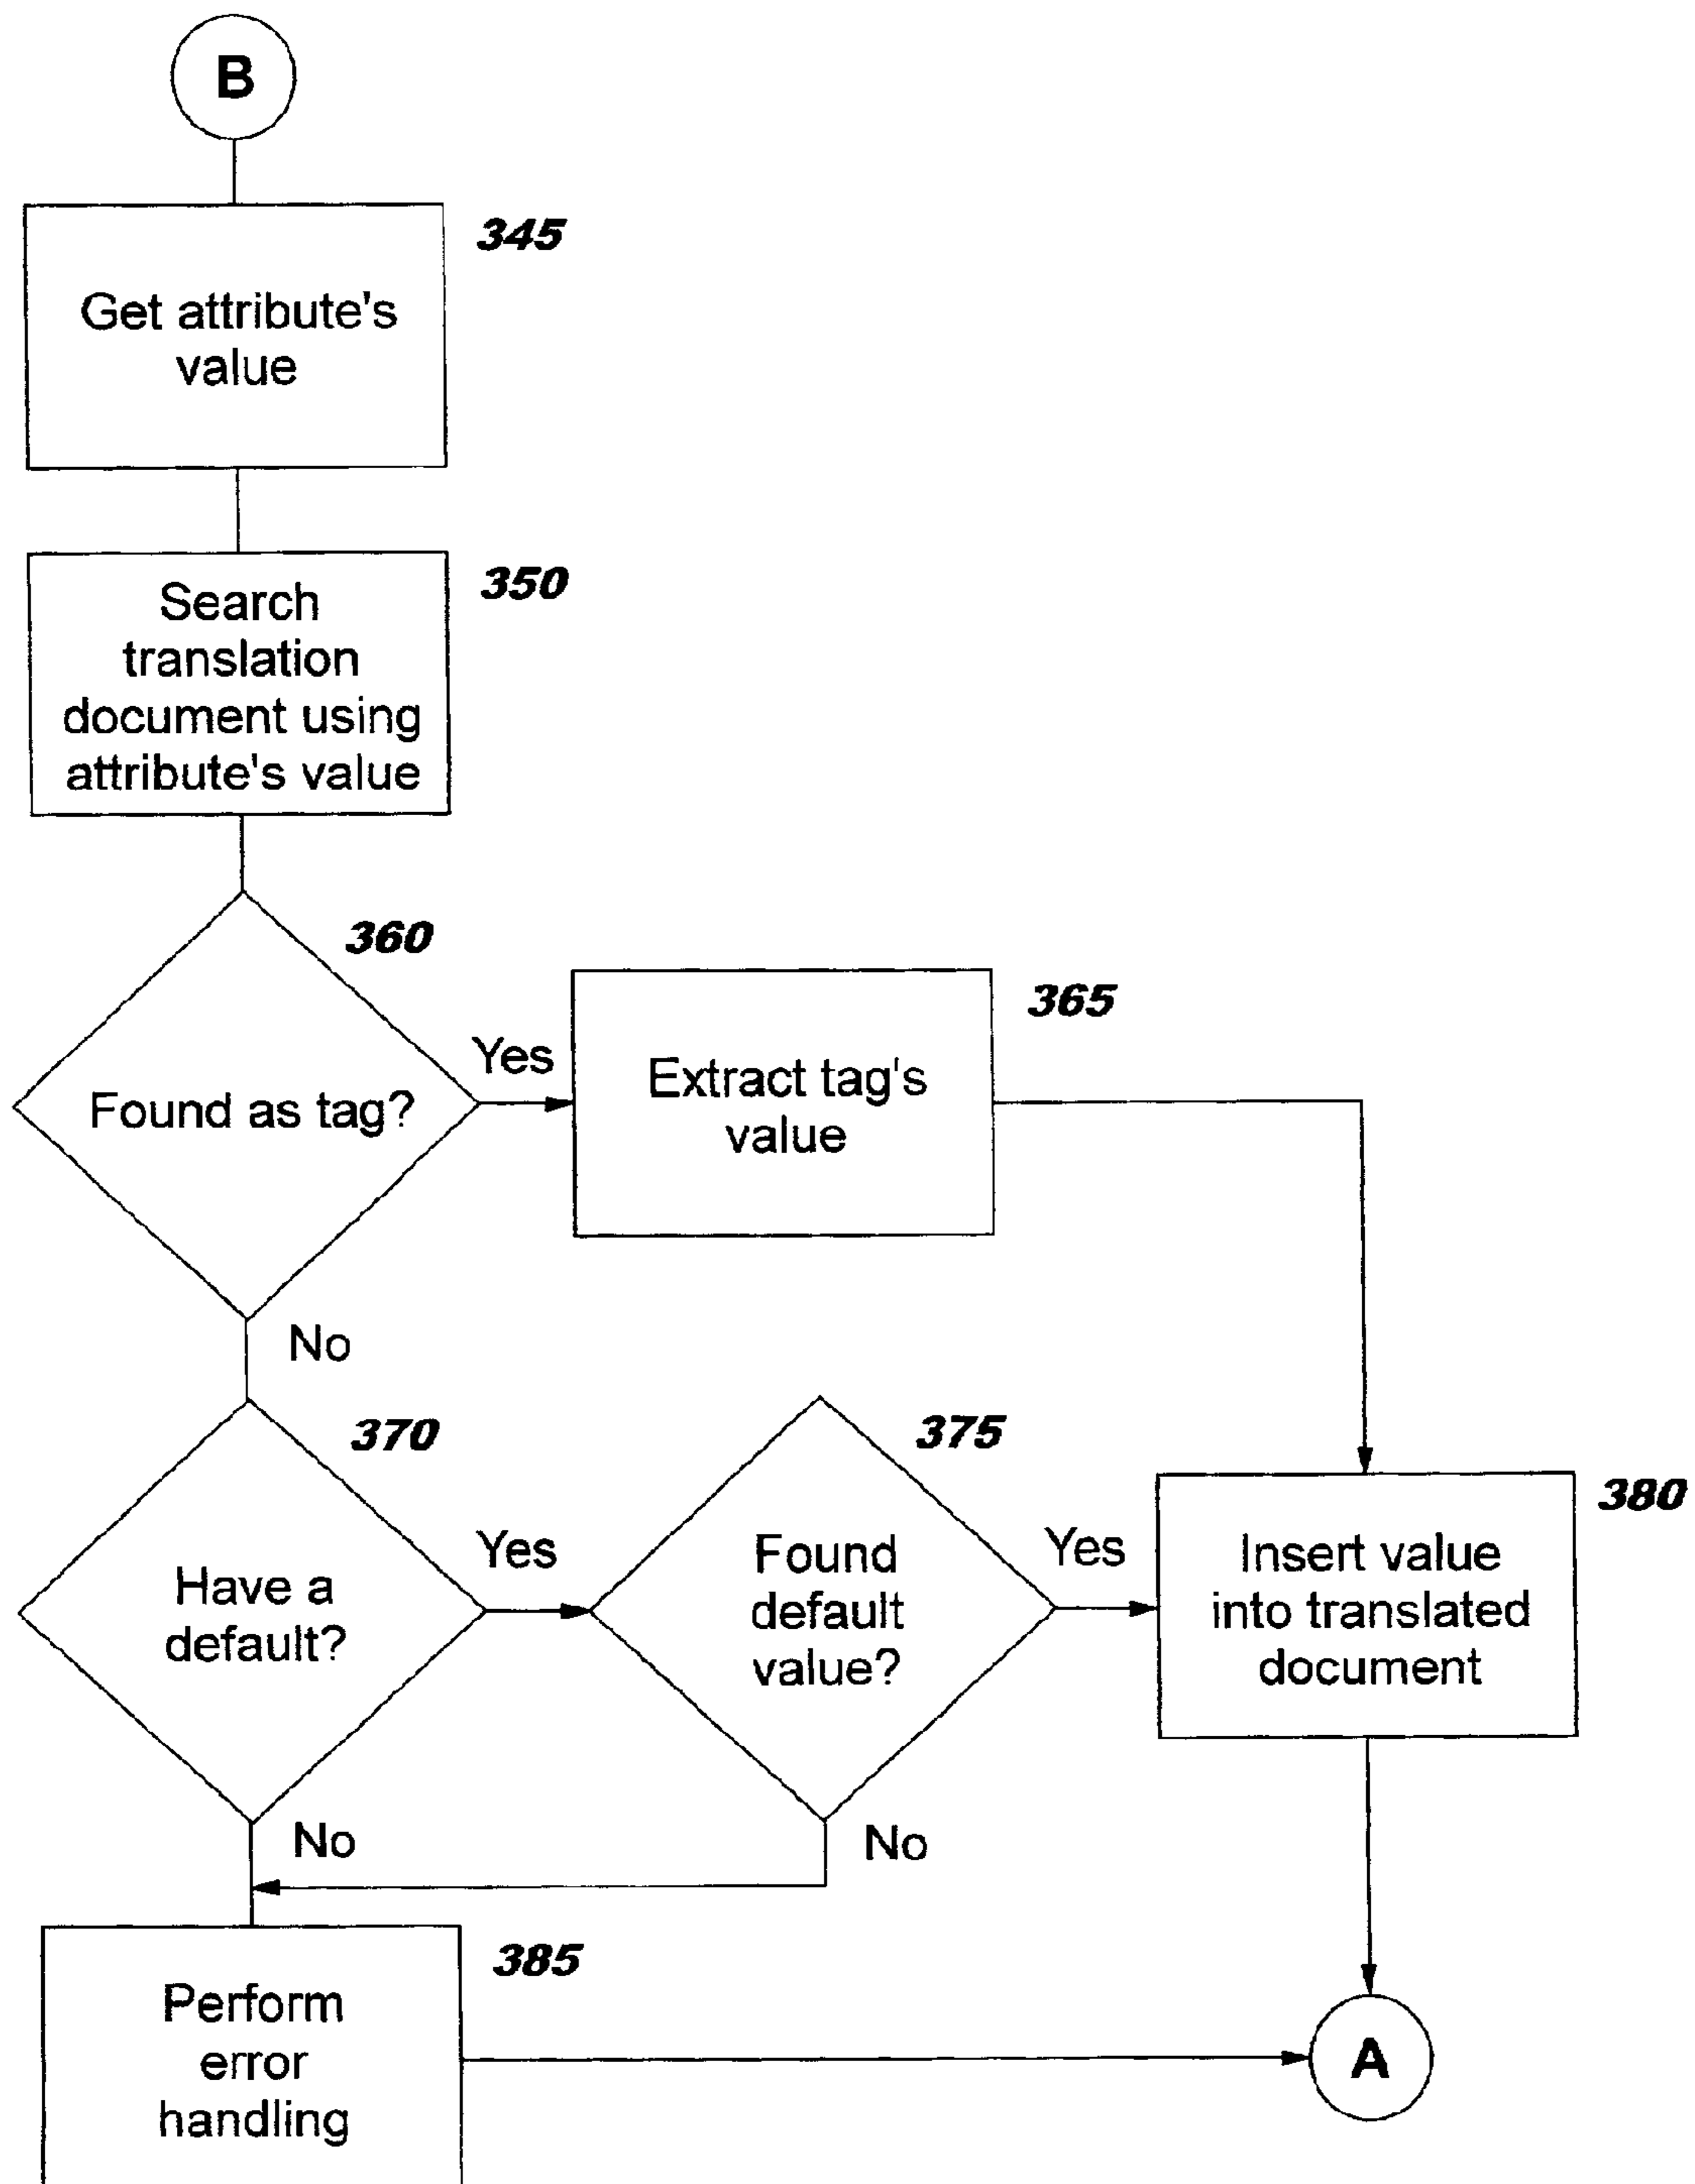 B
345
Get attribute's
value
350
Search
translation
document using
attribute's value
360
Found as tag?
Yes
365
Extract tag's
value
No
370
Have a
default?
Yes
375
Found
default
value?
Yes
380
Insert value
into translated
document
No
No
385
Perform
error
handling
A